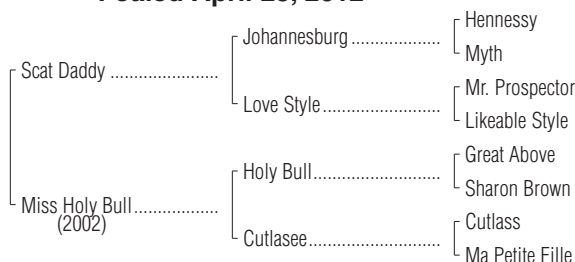 Foaled April 28, 2012
Hennessy
Johannesburg ....................
Myth
Scat Daddy ........................
Mr. Prospector
Love Style..........................
Likeable Style
Great Above
Holy Bull............................
Sharon Brown
Miss Holy Bull...................
(2002)
Cutlass
Cutlasee............................
Ma Petite Fille